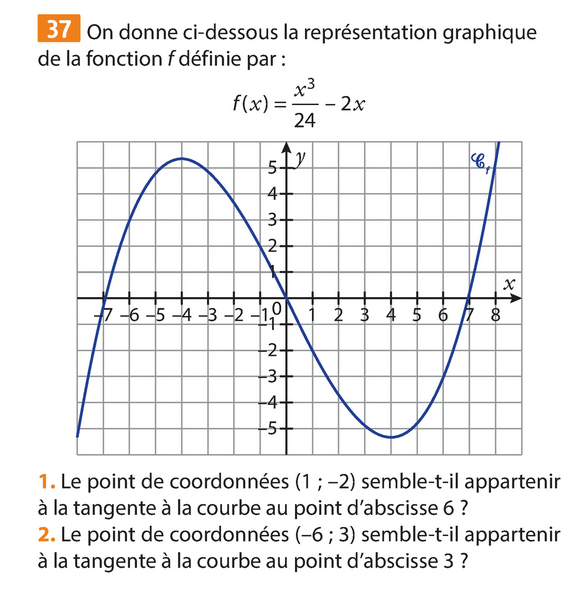 37 On donne ci-dessous la représentation graphique
de la fonction f définie par :
f(x) = x³/24 – 2x
y
𝒞f
5
4
3
2
1
x
–7 –6 –5 –4 –3 –2 –1 0 1 2 3 4 5 6 7 8
–1
–2
–3
–4
–5
1. Le point de coordonnées (1 ; –2) semble-t-il appartenir
à la tangente à la courbe au point d’abscisse 6 ?
2. Le point de coordonnées (–6 ; 3) semble-t-il appartenir
à la tangente à la courbe au point d’abscisse 3 ?